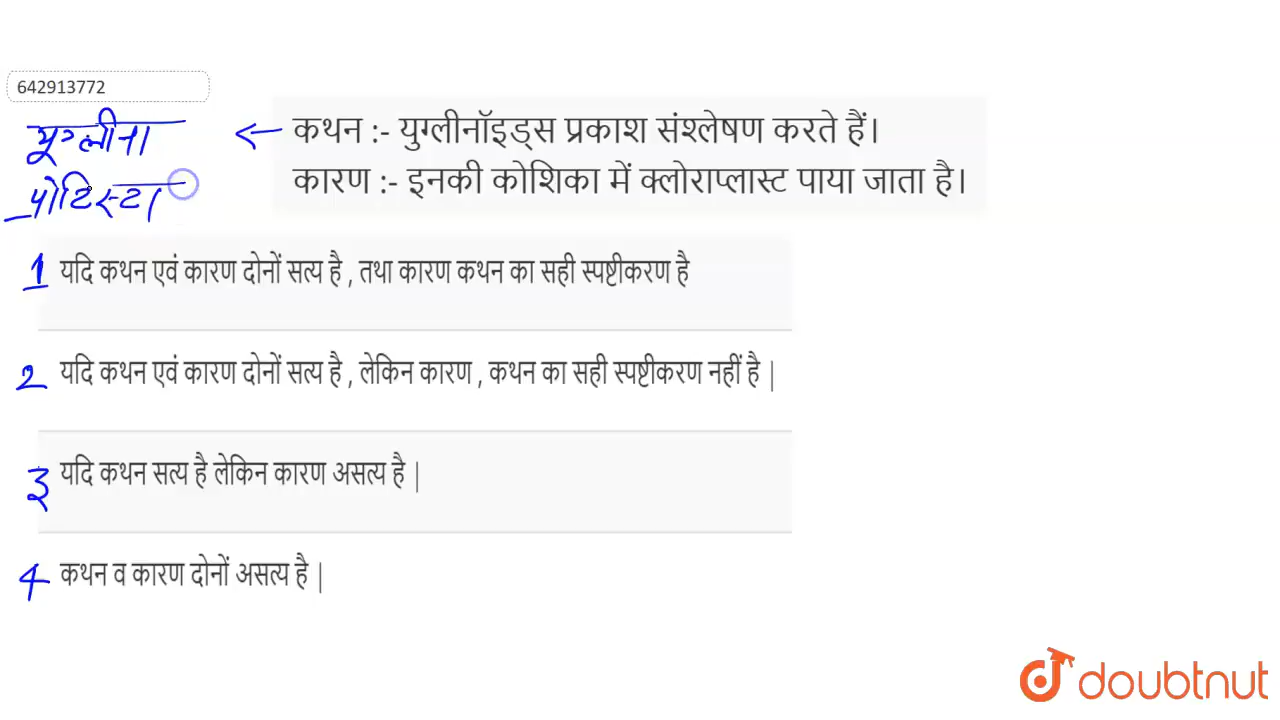 642913772
यूग्लीना
प्रोटिस्टा
कथन :- युग्लीनॉइड्स प्रकाश संश्लेषण करते हैं।
कारण :- इनकी कोशिका में क्लोराप्लास्ट पाया जाता है।
1 यदि कथन एवं कारण दोनों सत्य है , तथा कारण कथन का सही स्पष्टीकरण है
2 यदि कथन एवं कारण दोनों सत्य है , लेकिन कारण , कथन का सही स्पष्टीकरण नहीं है |
3 यदि कथन सत्य है लेकिन कारण असत्य है |
4 कथन व कारण दोनों असत्य है |
doubtnut